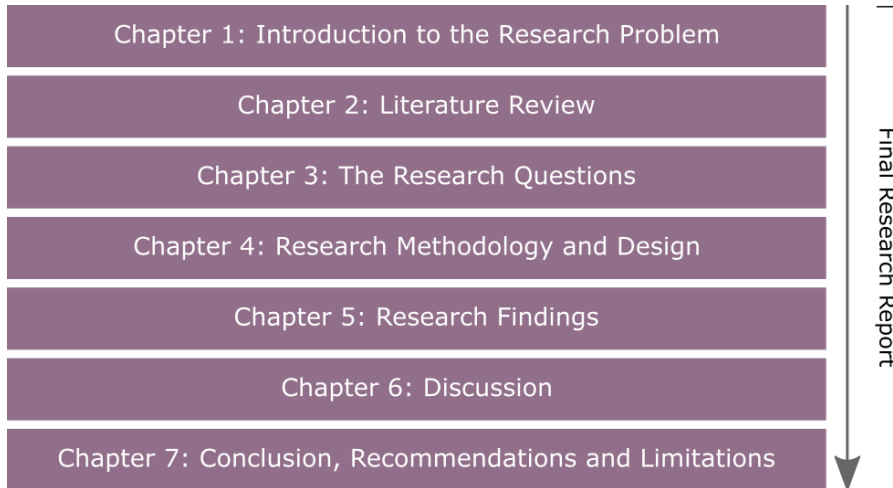 Chapter 1: Introduction to the Research Problem
Chapter 2: Literature Review
Chapter 3: The Research Questions
Chapter 4: Research Methodology and Design
Chapter 5: Research Findings
Chapter 6: Discussion
Chapter 7: Conclusion, Recommendations and Limitations
Final Research Report